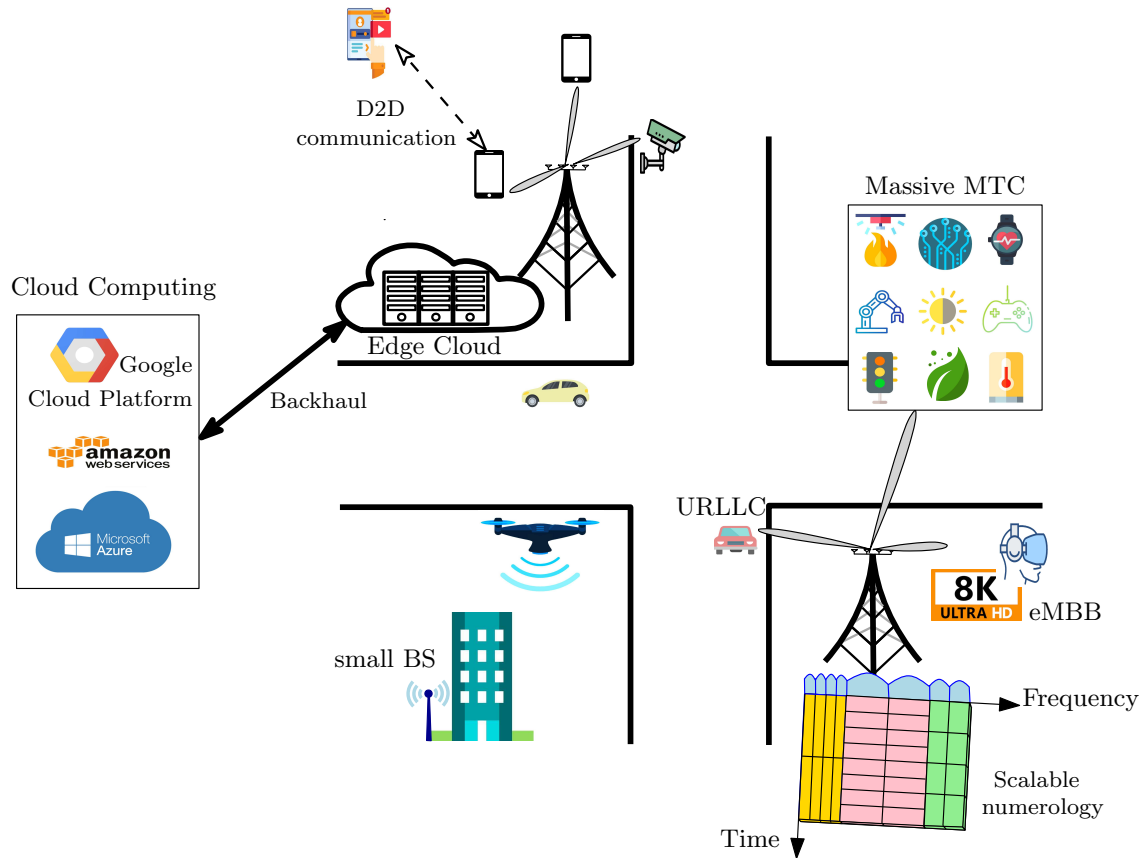 D2D
communication
Massive MTC
Cloud Computing
Google
Cloud Platform
amazon
webservices
Microsoft
Azure
Edge Cloud
Backhaul
URLLC
8K
ULTRA HD
eMBB
small BS
Frequency
Scalable
numerology
Time